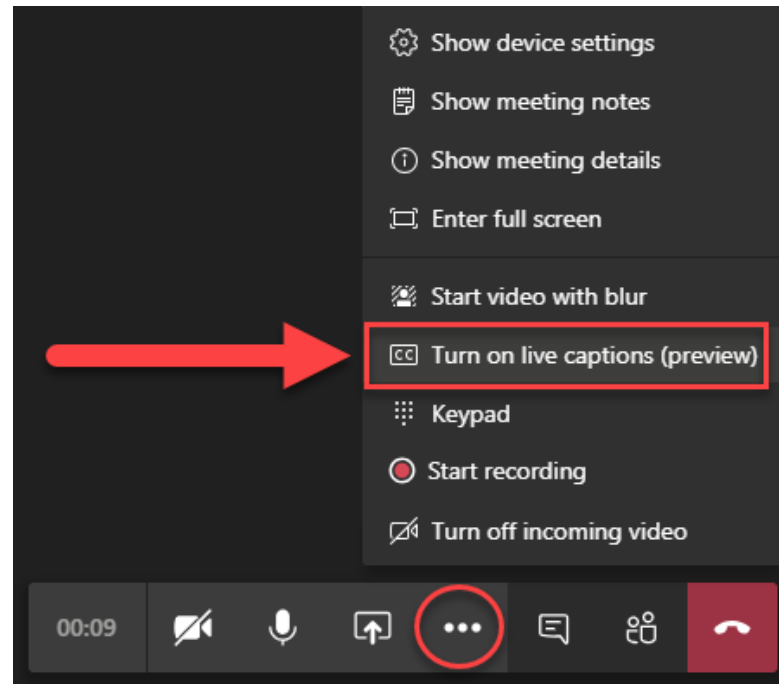 Show device settings
Show meeting notes
Show meeting details
Enter full screen
Start video with blur
CC Turn on live captions (preview)
Keypad
Start recording
Turn off incoming video
00:09